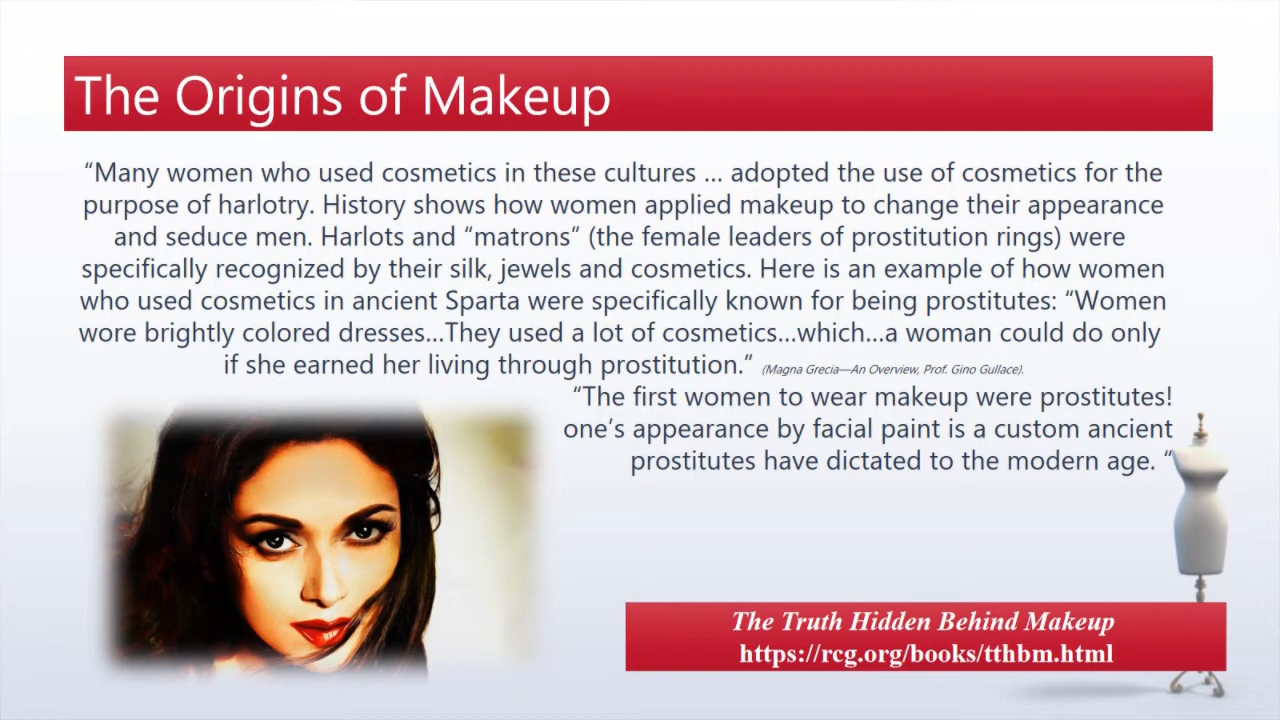 The Origins of Makeup
“Many women who used cosmetics in these cultures ... adopted the use of cosmetics for the
purpose of harlotry. History shows how women applied makeup to change their appearance
and seduce men. Harlots and “matrons” (the female leaders of prostitution rings) were
specifically recognized by their silk, jewels and cosmetics. Here is an example of how women
who used cosmetics in ancient Sparta were specifically known for being prostitutes: “Women
wore brightly colored dresses...They used a lot of cosmetics...which...a woman could do only
if she earned her living through prostitution.” (Magna Grecia—An Overview, Prof. Gino Gullace).
“The first women to wear makeup were prostitutes!
one’s appearance by facial paint is a custom ancient
prostitutes have dictated to the modern age. “
The Truth Hidden Behind Makeup
https://rcg.org/books/tthbm.html